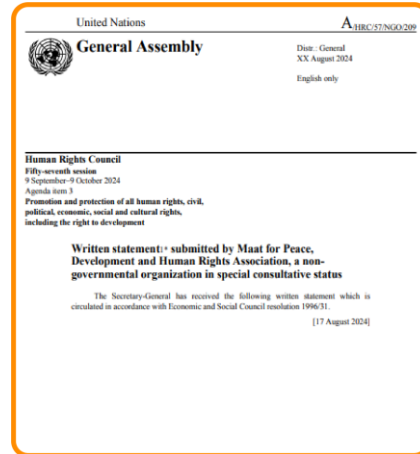 United Nations
A/HRC/57/NGO/209
General Assembly
Distr.: General
XX August 2024
English only
Human Rights Council
Fifty-seventh session
9 September–9 October 2024
Agenda item 3
Promotion and protection of all human rights, civil,
political, economic, social and cultural rights,
including the right to development
Written statement* submitted by Maat for Peace,
Development and Human Rights Association, a non-
governmental organization in special consultative status
The Secretary-General has received the following written statement which is
circulated in accordance with Economic and Social Council resolution 1996/31.
[17 August 2024]